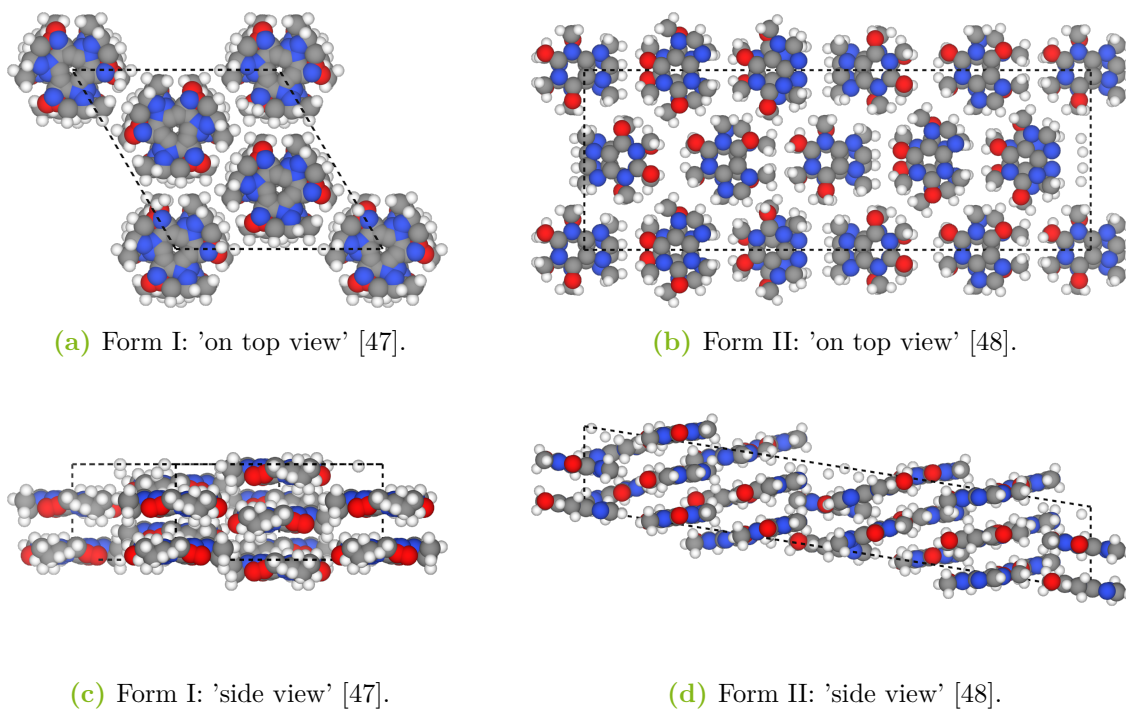 (a) Form I: 'on top view' [47].
(b) Form II: 'on top view' [48].
(c) Form I: 'side view' [47].
(d) Form II: 'side view' [48].